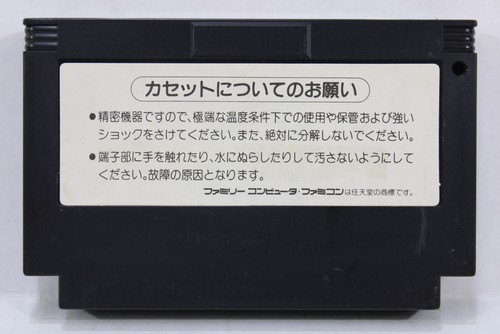 カセットについてのお願い
●精密機器ですので、極端な温度条件下での使用や保管および強い
ショックをさけてください。また、絶対に分解しないでください。
●端子部に手を触れたり、水にぬらしたりして汚さないようにして
ください。故障の原因となります。
ファミリーコンピュータ・ファミコンは任天堂の商標です。